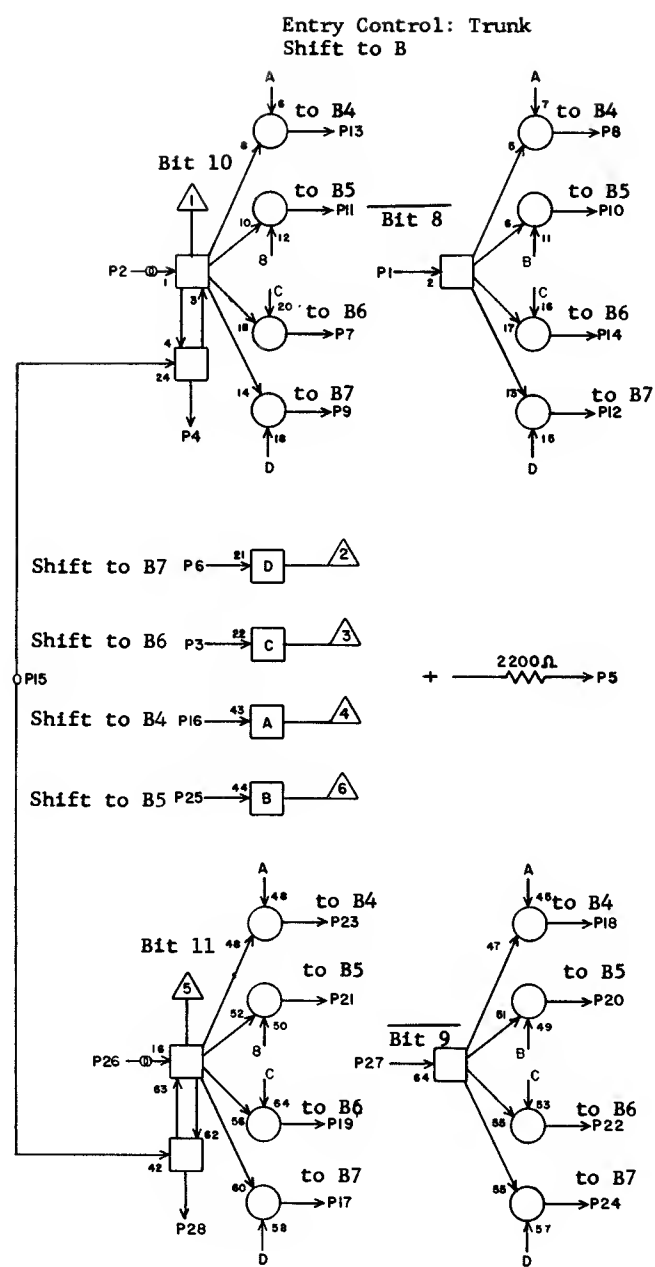 Entry Control: Trunk
Shift to B
A
6
to B4
8
P13
A
7
to B4
5
P8
Bit 10
1
to B5
10
12
B
P11
Bit 8
to B5
6
11
B
P10
P2
1
3
P1
2
C
20
to B6
18
P7
C
16
to B6
17
P14
4
24
P4
to B7
14
P9
18
D
to B7
13
P12
15
D
Shift to B7 P6 21 D 2
Shift to B6 P3 22 C 3
P15
+ 2200Ω P5
Shift to B4 P16 43 A 4
Shift to B5 P25 44 B 6
A
48
to B4
48
P23
A
45
to B4
47
P18
Bit 11
5
to B5
52
50
B
P21
Bit 9
to B5
51
49
B
P20
P26
16
63
P27
64
C
64
to B6
56
P19
C
53
to B6
55
P22
62
42
P28
to B7
60
P17
58
D
to B7
55
P24
57
D